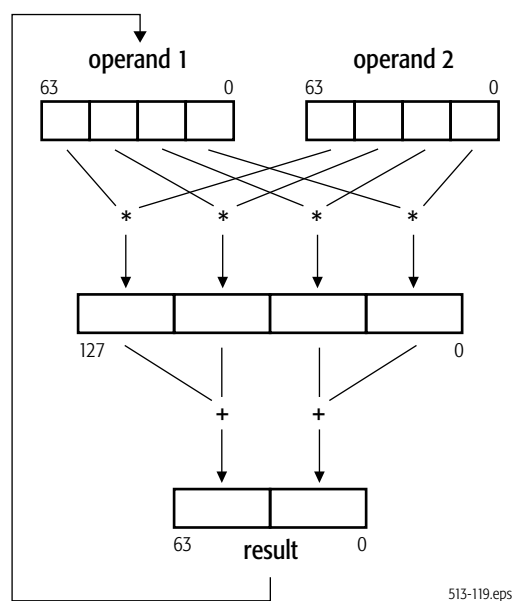 operand 1 operand 2
63 0 63 0
* * * *
127 0
+ +
63 result 0
513-119.eps